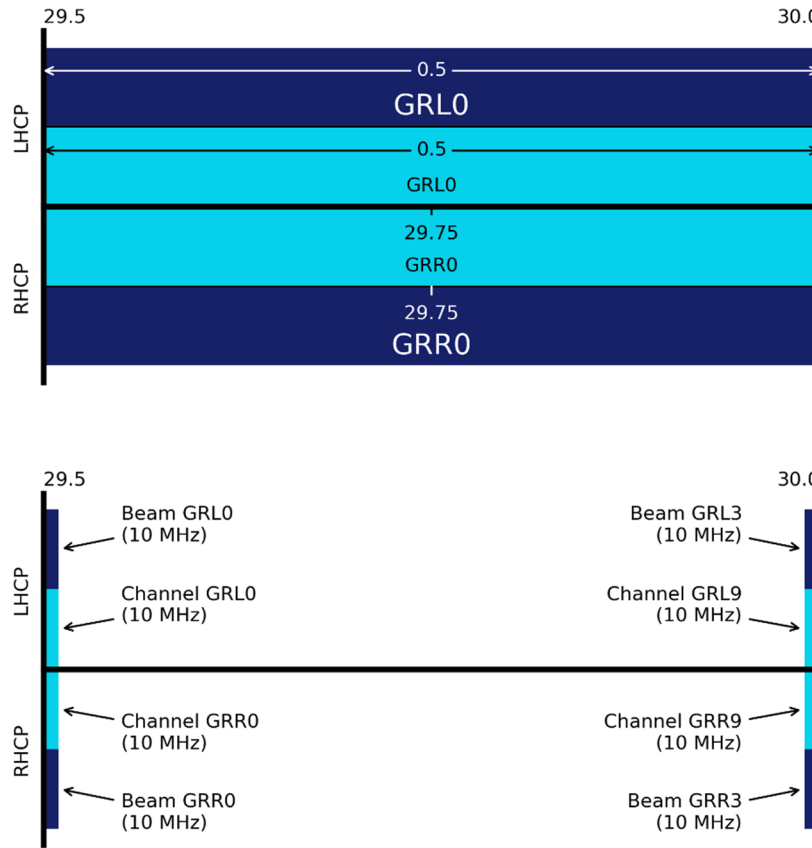 29.5
30.0
0.5
GRL0
LHCP
0.5
GRL0
29.75
GRR0
RHCP
29.75
GRR0
29.5
30.0
Beam GRL0
(10 MHz)
Beam GRL3
(10 MHz)
LHCP
Channel GRL0
(10 MHz)
Channel GRL9
(10 MHz)
Channel GRR0
(10 MHz)
Channel GRR9
(10 MHz)
RHCP
Beam GRR0
(10 MHz)
Beam GRR3
(10 MHz)